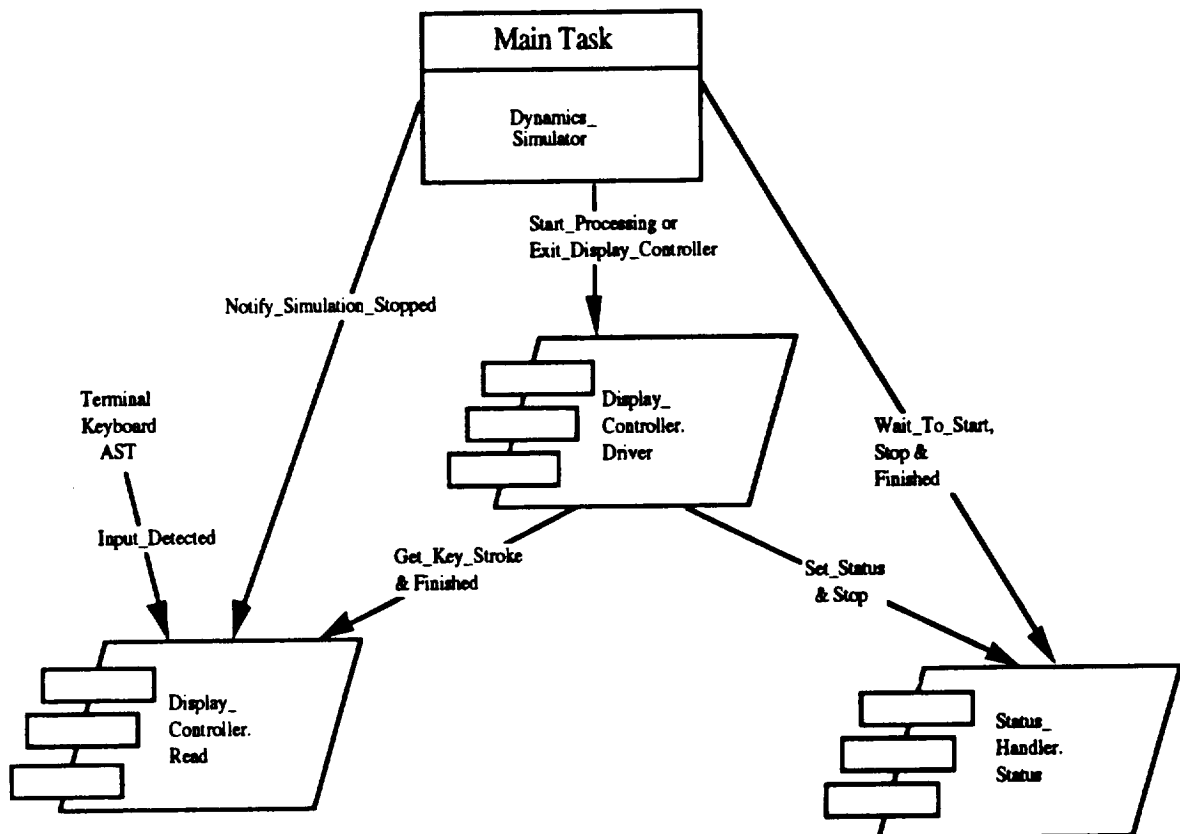 Main Task
Dynamics_
Simulator
Start_Processing or
Exit_Display_Controller
Notify_Simulation_Stopped
Terminal
Keyboard
AST
Display_
Controller.
Driver
Wait_To_Start,
Stop &
Finished
Input_Detected
Get_Key_Stroke
& Finished
Set_Status
& Stop
Display_
Controller.
Read
Status_
Handler.
Status